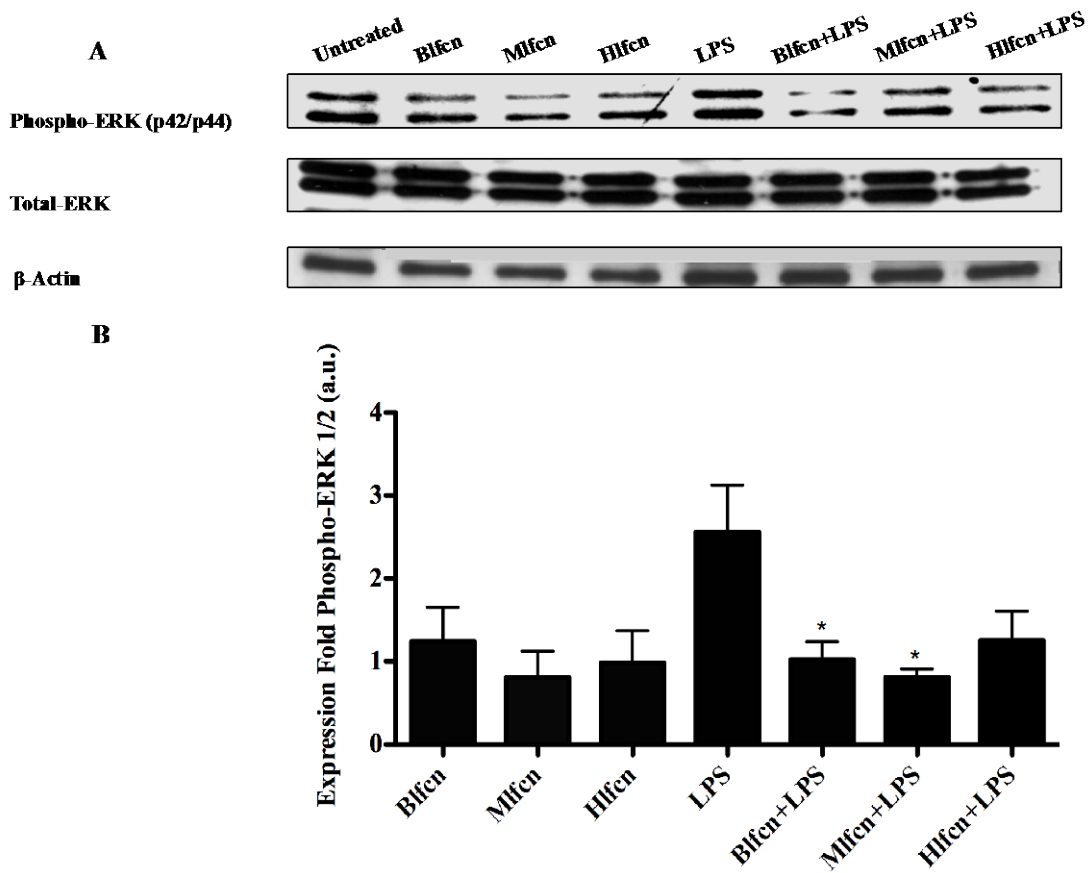 A
Untreated Blfcn Mlfcn Hlfcn LPS Blfcn+LPS Mlfcn+LPS Hlfcn+LPS
Phospho-ERK (p42/p44)
Total-ERK
β-Actin
B
Expression Fold Phospho-ERK 1/2 (a.u.)
4
3
2
1
0
* *
Blfcn Mlfcn Hlfcn LPS Blfcn+LPS Mlfcn+LPS Hlfcn+LPS